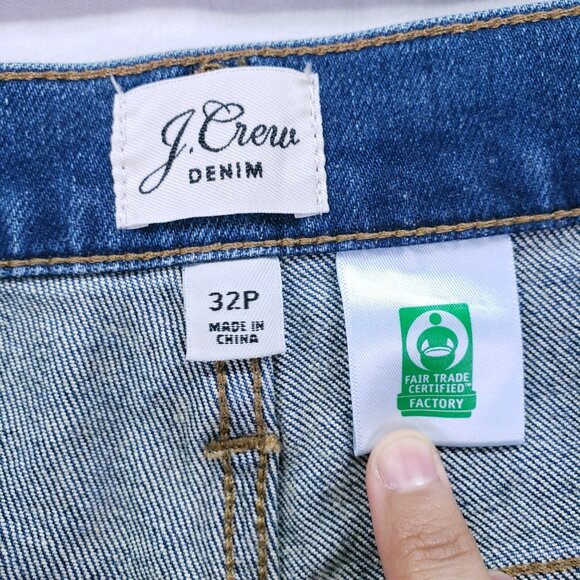 J.Crew
DENIM
32P
MADE IN
CHINA
FAIR TRADE
CERTIFIED™
FACTORY